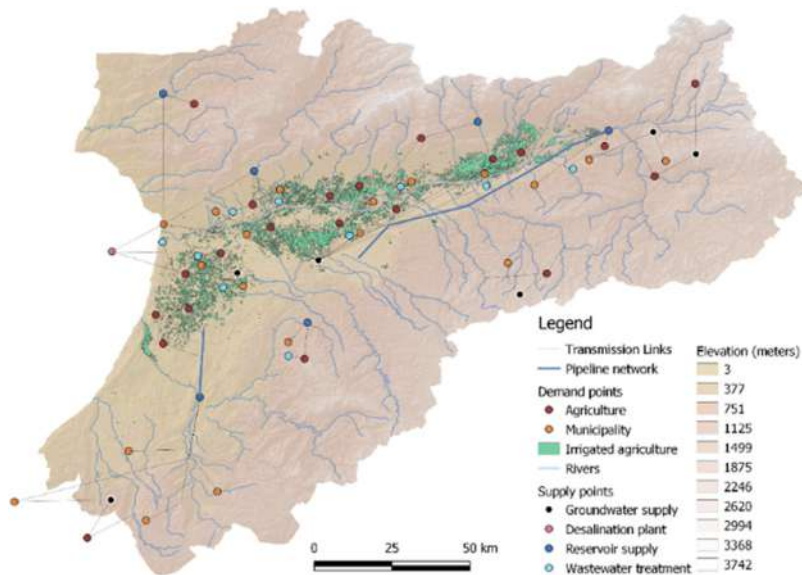 Legend
Transmission Links
Pipeline network
Demand points
Agriculture
Municipality
Irrigated agriculture
Rivers
Supply points
Groundwater supply
Desalination plant
Reservoir supply
Wastewater treatment
Elevation (meters)
3
377
751
1125
1499
1875
2246
2620
2994
3368
3742
0 25 50 km